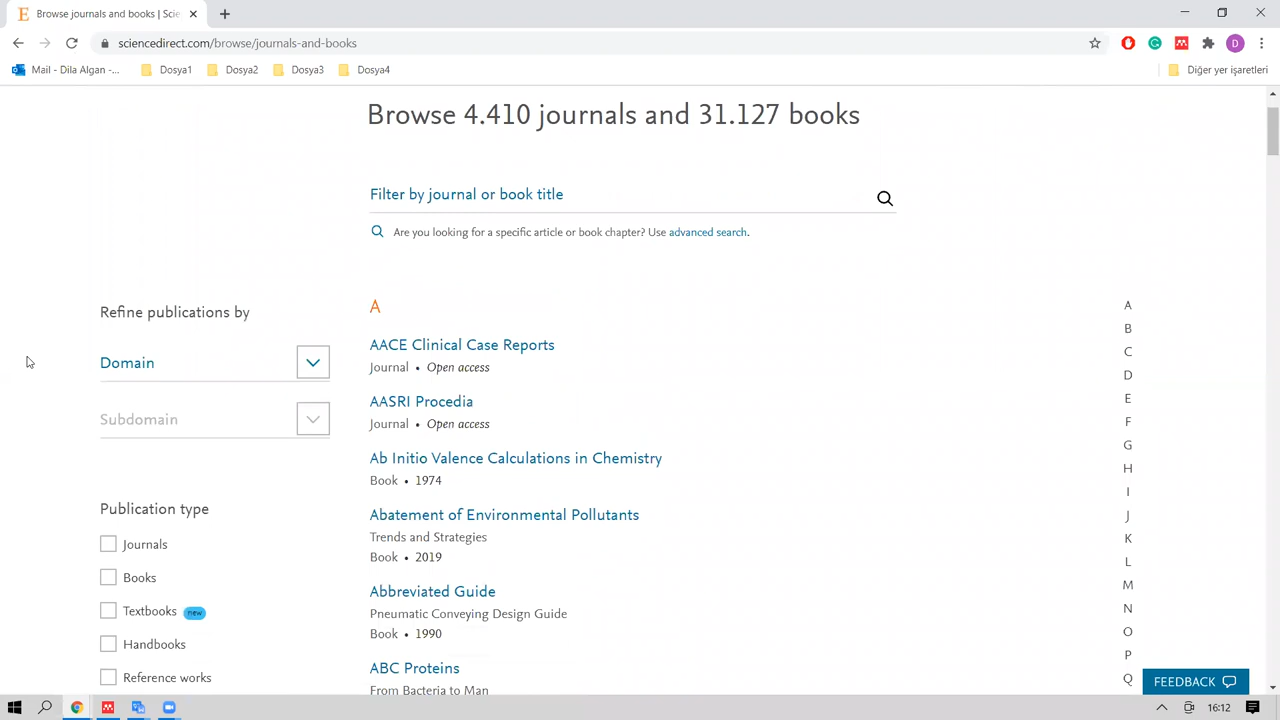 Browse journals and books | Scie
sciencedirect.com/browse/journals-and-books
D
Mail - Dila Algan -...
Dosya1
Dosya2
Dosya3
Dosya4
Diğer yer işaretleri
Browse 4.410 journals and 31.127 books
Filter by journal or book title
Are you looking for a specific article or book chapter? Use advanced search.
Refine publications by
Domain
Subdomain
Publication type
Journals
Books
Textbooks new
Handbooks
Reference works
A
AACE Clinical Case Reports
Journal • Open access
AASRI Procedia
Journal • Open access
Ab Initio Valence Calculations in Chemistry
Book • 1974
Abatement of Environmental Pollutants
Trends and Strategies
Book • 2019
Abbreviated Guide
Pneumatic Conveying Design Guide
Book • 1990
ABC Proteins
From Bacteria to Man
A
B
C
D
E
F
G
H
I
J
K
L
M
N
O
P
Q
FEEDBACK
16:12